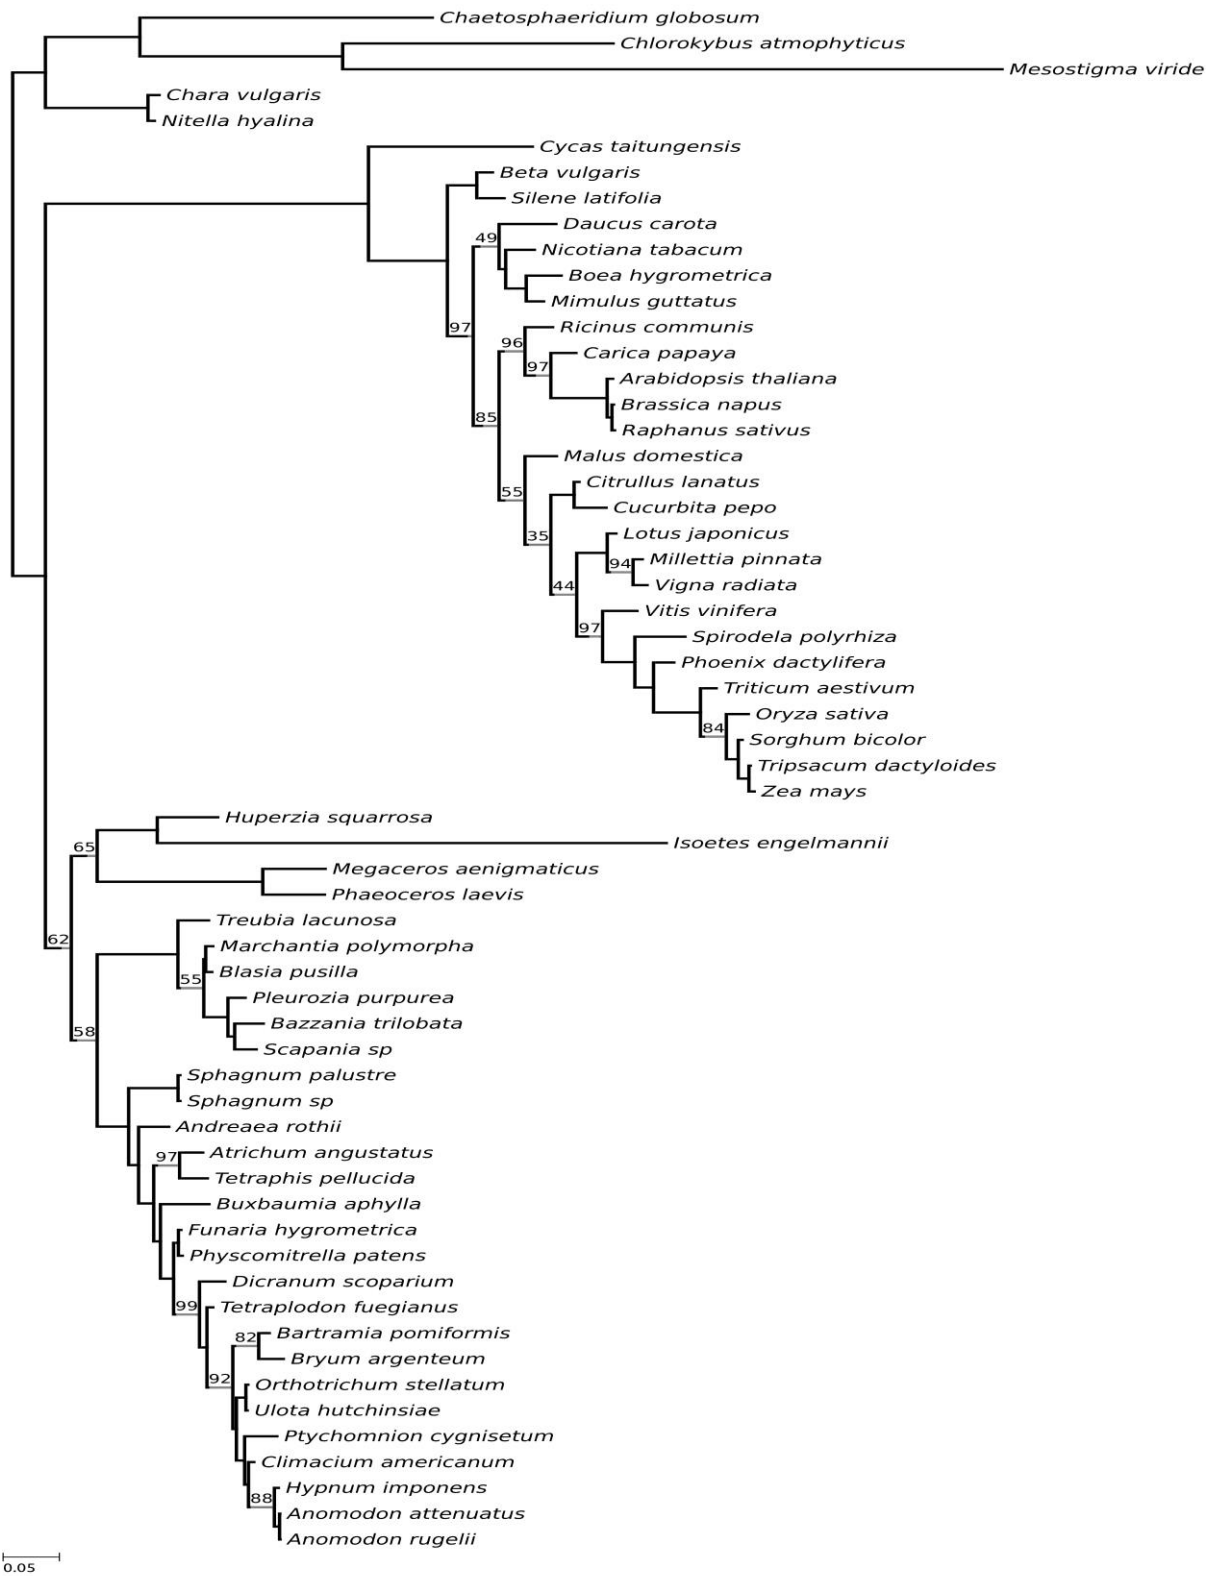 Chaetosphaeridium globosum
Chlorokybus atmophyticus
Mesostigma viride
Chara vulgaris
Nitella hyalina
Cycas taitungensis
Beta vulgaris
Silene latifolia
Daucus carota
49
Nicotiana tabacum
Boea hygrometrica
Mimulus guttatus
97
Ricinus communis
96
Carica papaya
97
Arabidopsis thaliana
Brassica napus
85
Raphanus sativus
Malus domestica
Citrullus lanatus
55
Cucurbita pepo
35
Lotus japonicus
Millettia pinnata
94
44
Vigna radiata
Vitis vinifera
97
Spirodela polyrhiza
Phoenix dactylifera
Triticum aestivum
Oryza sativa
84
Sorghum bicolor
Tripsacum dactyloides
Zea mays
Huperzia squarrosa
65
Isoetes engelmannii
Megaceros aenigmaticus
Phaeoceros laevis
Treubia lacunosa
62
Marchantia polymorpha
Blasia pusilla
55
Pleurozia purpurea
Bazzania trilobata
58
Scapania sp
Sphagnum palustre
Sphagnum sp
Andreaea rothii
Atrichum angustatus
97
Tetraphis pellucida
Buxbaumia aphylla
Funaria hygrometrica
Physcomitrella patens
Dicranum scoparium
99
Tetraplodon fuegianus
Bartramia pomiformis
82
Bryum argenteum
92
Orthotrichum stellatum
Ulota hutchinsiae
Ptychomnion cygnisetum
Climacium americanum
Hypnum imponens
88
Anomodon attenuatus
Anomodon rugelii
0.05